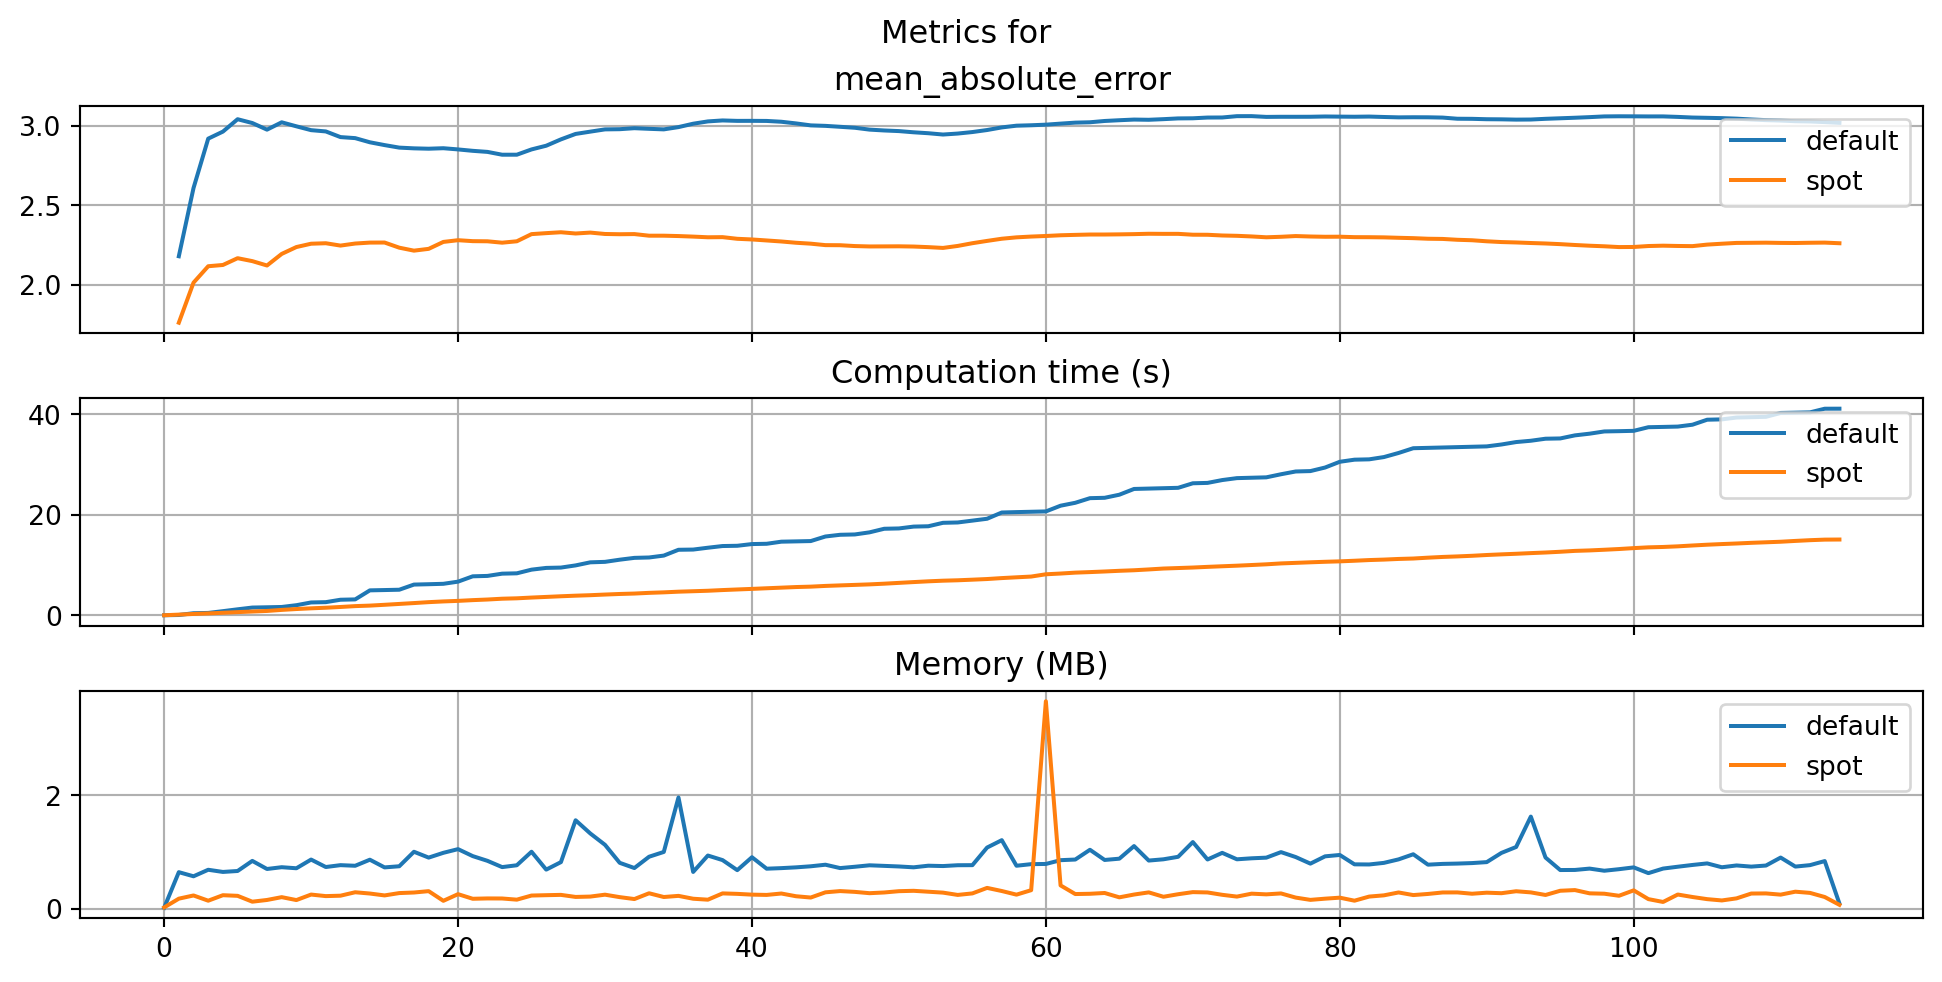 Metrics for
mean_absolute_error
3.0
2.5
2.0
default
spot
Computation time (s)
40
20
0
default
spot
Memory (MB)
2
0
default
spot
0 20 40 60 80 100